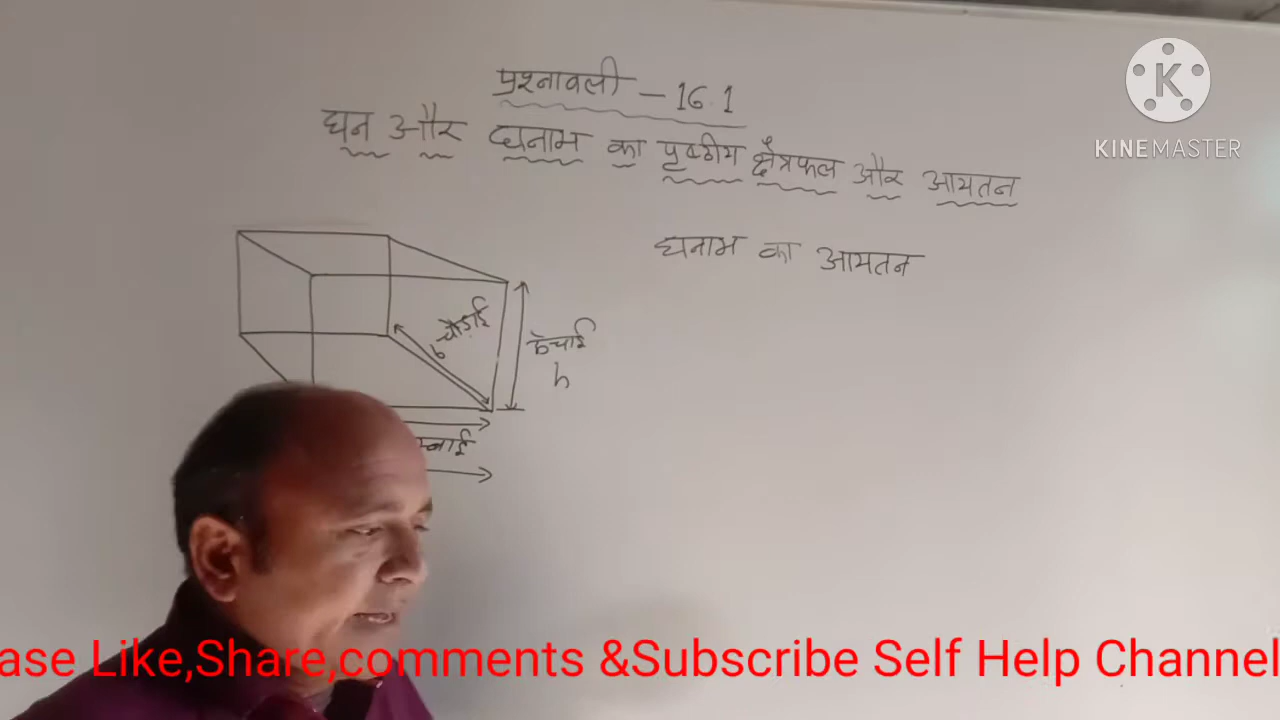 प्रश्नावली - 16.1
घन और घनाभ का पृष्ठीय क्षेत्रफल और आयतन
घनाभ का आयतन
चौड़ाई
b
ऊँचाई
h
म्बाई
KINEMASTER
ase Like,Share,comments &Subscribe Self Help Channel